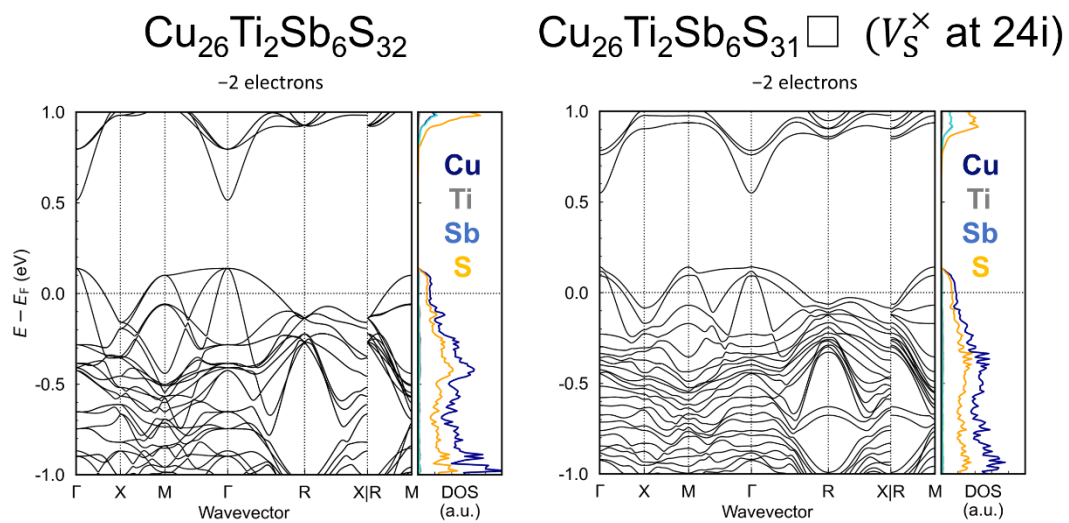 Cu₂₆Ti₂Sb₆S₃₂
−2 electrons
1.0
0.5
0.0
-0.5
-1.0
E − E_F (eV)
Γ X M Γ R X|R M
Wavevector
DOS
(a.u.)
Cu
Ti
Sb
S
Cu₂₆Ti₂Sb₆S₃₁□ (V_S^× at 24i)
−2 electrons
1.0
0.5
0.0
-0.5
-1.0
Γ X M Γ R X|R M
Wavevector
DOS
(a.u.)
Cu
Ti
Sb
S